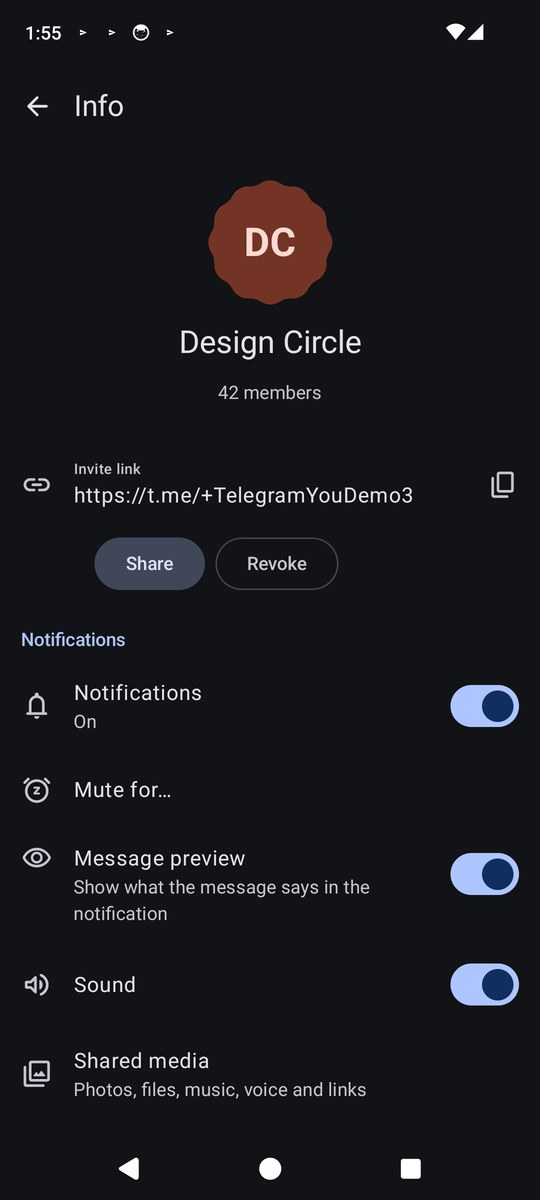 1:55
Info
DC
Design Circle
42 members
Invite link
https://t.me/+TelegramYouDemo3
Share
Revoke
Notifications
Notifications
On
Mute for…
Message preview
Show what the message says in the
notification
Sound
Shared media
Photos, files, music, voice and links